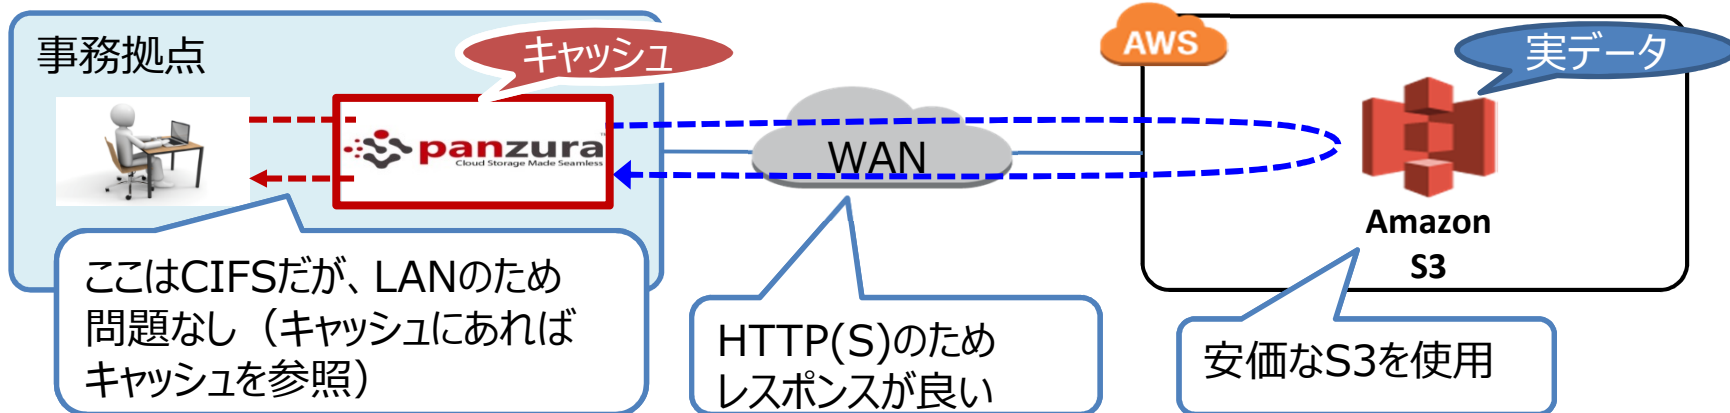 事務拠点
キャッシュ
AWS
実データ
panzura
Cloud Storage Made Seamless
WAN
Amazon
S3
ここはCIFSだが、LANのため
問題なし（キャッシュにあれば
キャッシュを参照）
HTTP(S)のため
レスポンスが良い
安価なS3を使用